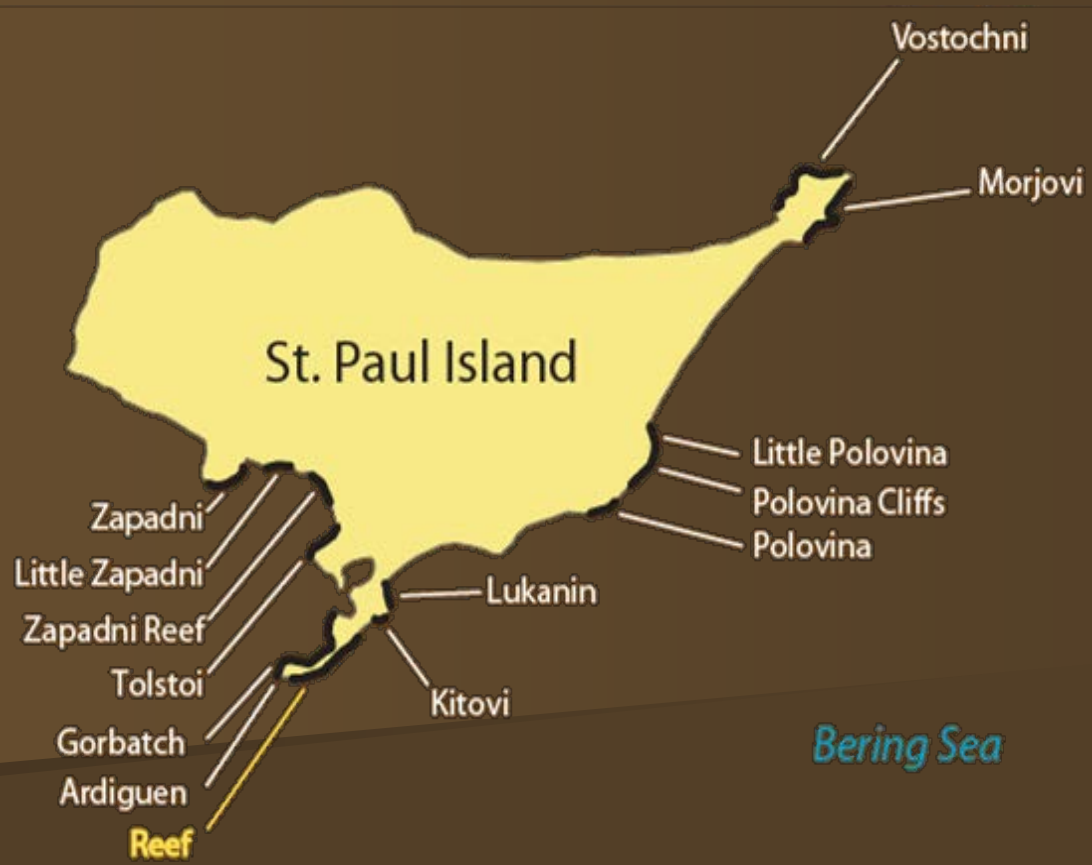 Vostochni
Morjovi
St. Paul Island
Little Polovina
Polovina Cliffs
Polovina
Zapadni
Little Zapadni
Zapadni Reef
Tolstoi
Gorbatch
Ardiguen
Reef
Lukanin
Kitovi
Bering Sea